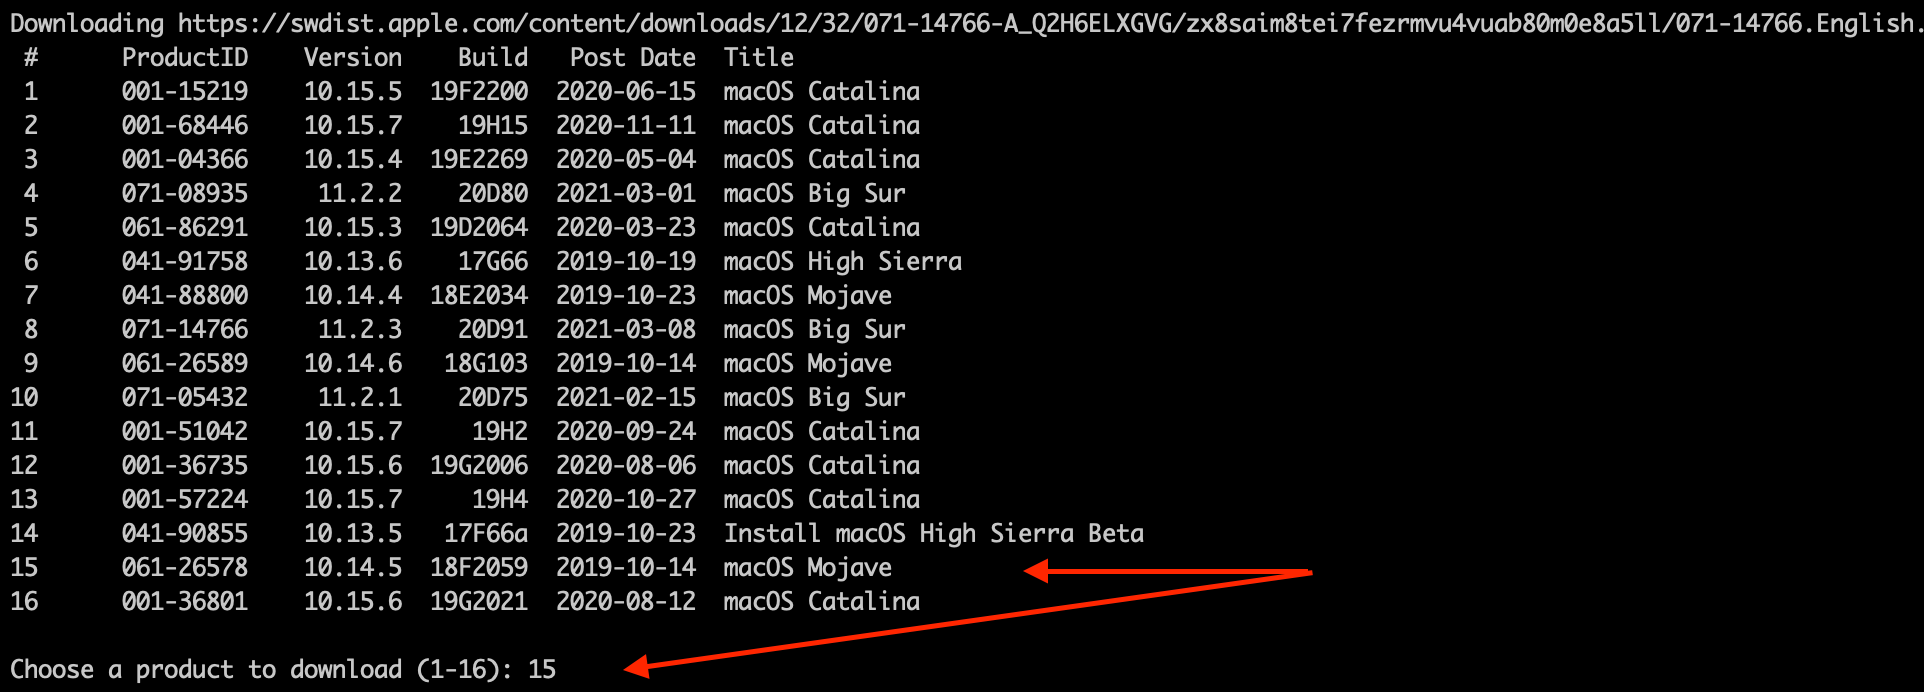 Downloading https://swdist.apple.com/content/downloads/12/32/071-14766-A_Q2H6ELXGVG/zx8saim8tei7fezrmvu4vuab80m0e8a5ll/071-14766.English.
# ProductID Version Build Post Date Title
1 001-15219 10.15.5 19F2200 2020-06-15 macOS Catalina
2 001-68446 10.15.7 19H15 2020-11-11 macOS Catalina
3 001-04366 10.15.4 19E2269 2020-05-04 macOS Catalina
4 071-08935 11.2.2 20D80 2021-03-01 macOS Big Sur
5 061-86291 10.15.3 19D2064 2020-03-23 macOS Catalina
6 041-91758 10.13.6 17G66 2019-10-19 macOS High Sierra
7 041-88800 10.14.4 18E2034 2019-10-23 macOS Mojave
8 071-14766 11.2.3 20D91 2021-03-08 macOS Big Sur
9 061-26589 10.14.6 18G103 2019-10-14 macOS Mojave
10 071-05432 11.2.1 20D75 2021-02-15 macOS Big Sur
11 001-51042 10.15.7 19H2 2020-09-24 macOS Catalina
12 001-36735 10.15.6 19G2006 2020-08-06 macOS Catalina
13 001-57224 10.15.7 19H4 2020-10-27 macOS Catalina
14 041-90855 10.13.5 17F66a 2019-10-23 Install macOS High Sierra Beta
15 061-26578 10.14.5 18F2059 2019-10-14 macOS Mojave
16 001-36801 10.15.6 19G2021 2020-08-12 macOS Catalina
Choose a product to download (1-16): 15